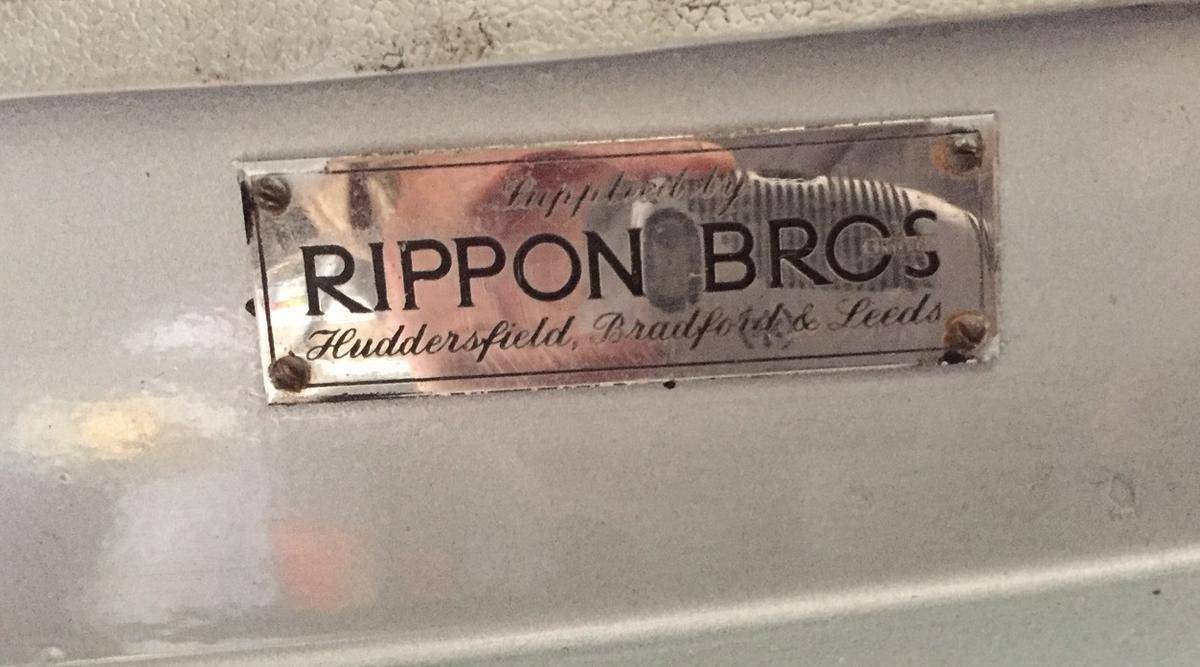 Supplied by
RIPPON BROS
Huddersfield, Bradford & Leeds